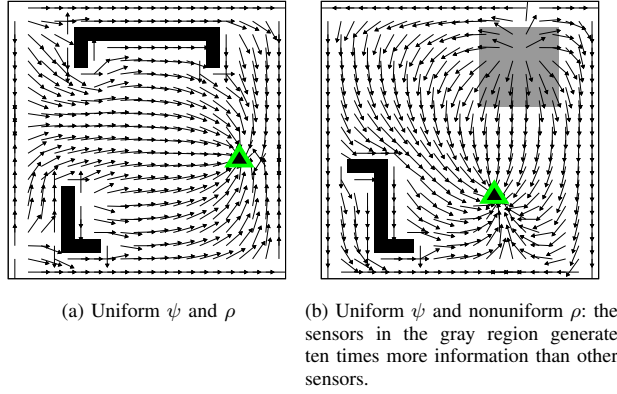 (a) Uniform ψ and ρ
(b) Uniform ψ and nonuniform ρ: the
sensors in the gray region generate
ten times more information than other
sensors.